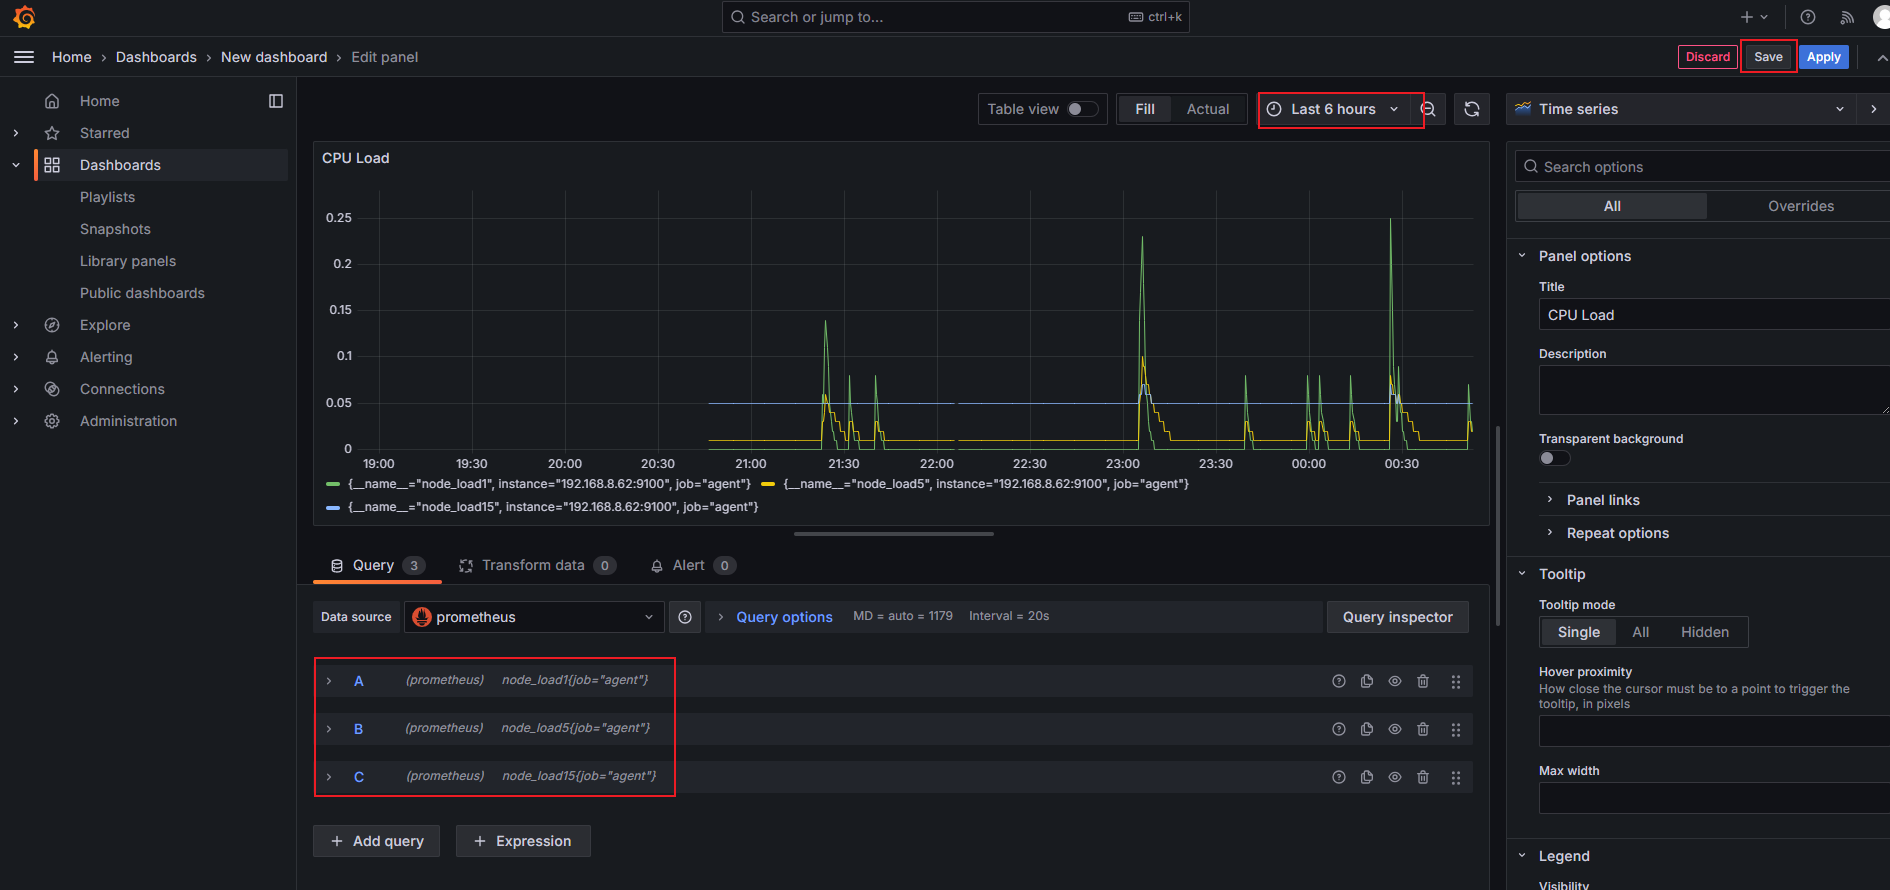 Search or jump to...
ctrl+k
Home › Dashboards › New dashboard › Edit panel
Discard
Save
Apply
Home
Starred
Dashboards
Playlists
Snapshots
Library panels
Public dashboards
Explore
Alerting
Connections
Administration
Table view
Fill
Actual
Last 6 hours
Time series
CPU Load
0.25
0.2
0.15
0.1
0.05
0
19:00 19:30 20:00 20:30 21:00 21:30 22:00 22:30 23:00 23:30 00:00 00:30
{__name__="node_load1", instance="192.168.8.62:9100", job="agent"} {__name__="node_load5", instance="192.168.8.62:9100", job="agent"}
{__name__="node_load15", instance="192.168.8.62:9100", job="agent"}
Query 3
Transform data 0
Alert 0
Data source
prometheus
Query options
MD = auto = 1179 Interval = 20s
Query inspector
A (prometheus) node_load1{job="agent"}
B (prometheus) node_load5{job="agent"}
C (prometheus) node_load15{job="agent"}
+ Add query
+ Expression
Search options
All
Overrides
Panel options
Title
CPU Load
Description
Transparent background
Panel links
Repeat options
Tooltip
Tooltip mode
Single
All
Hidden
Hover proximity
How close the cursor must be to a point to trigger the
tooltip, in pixels
Max width
Legend
Visibility